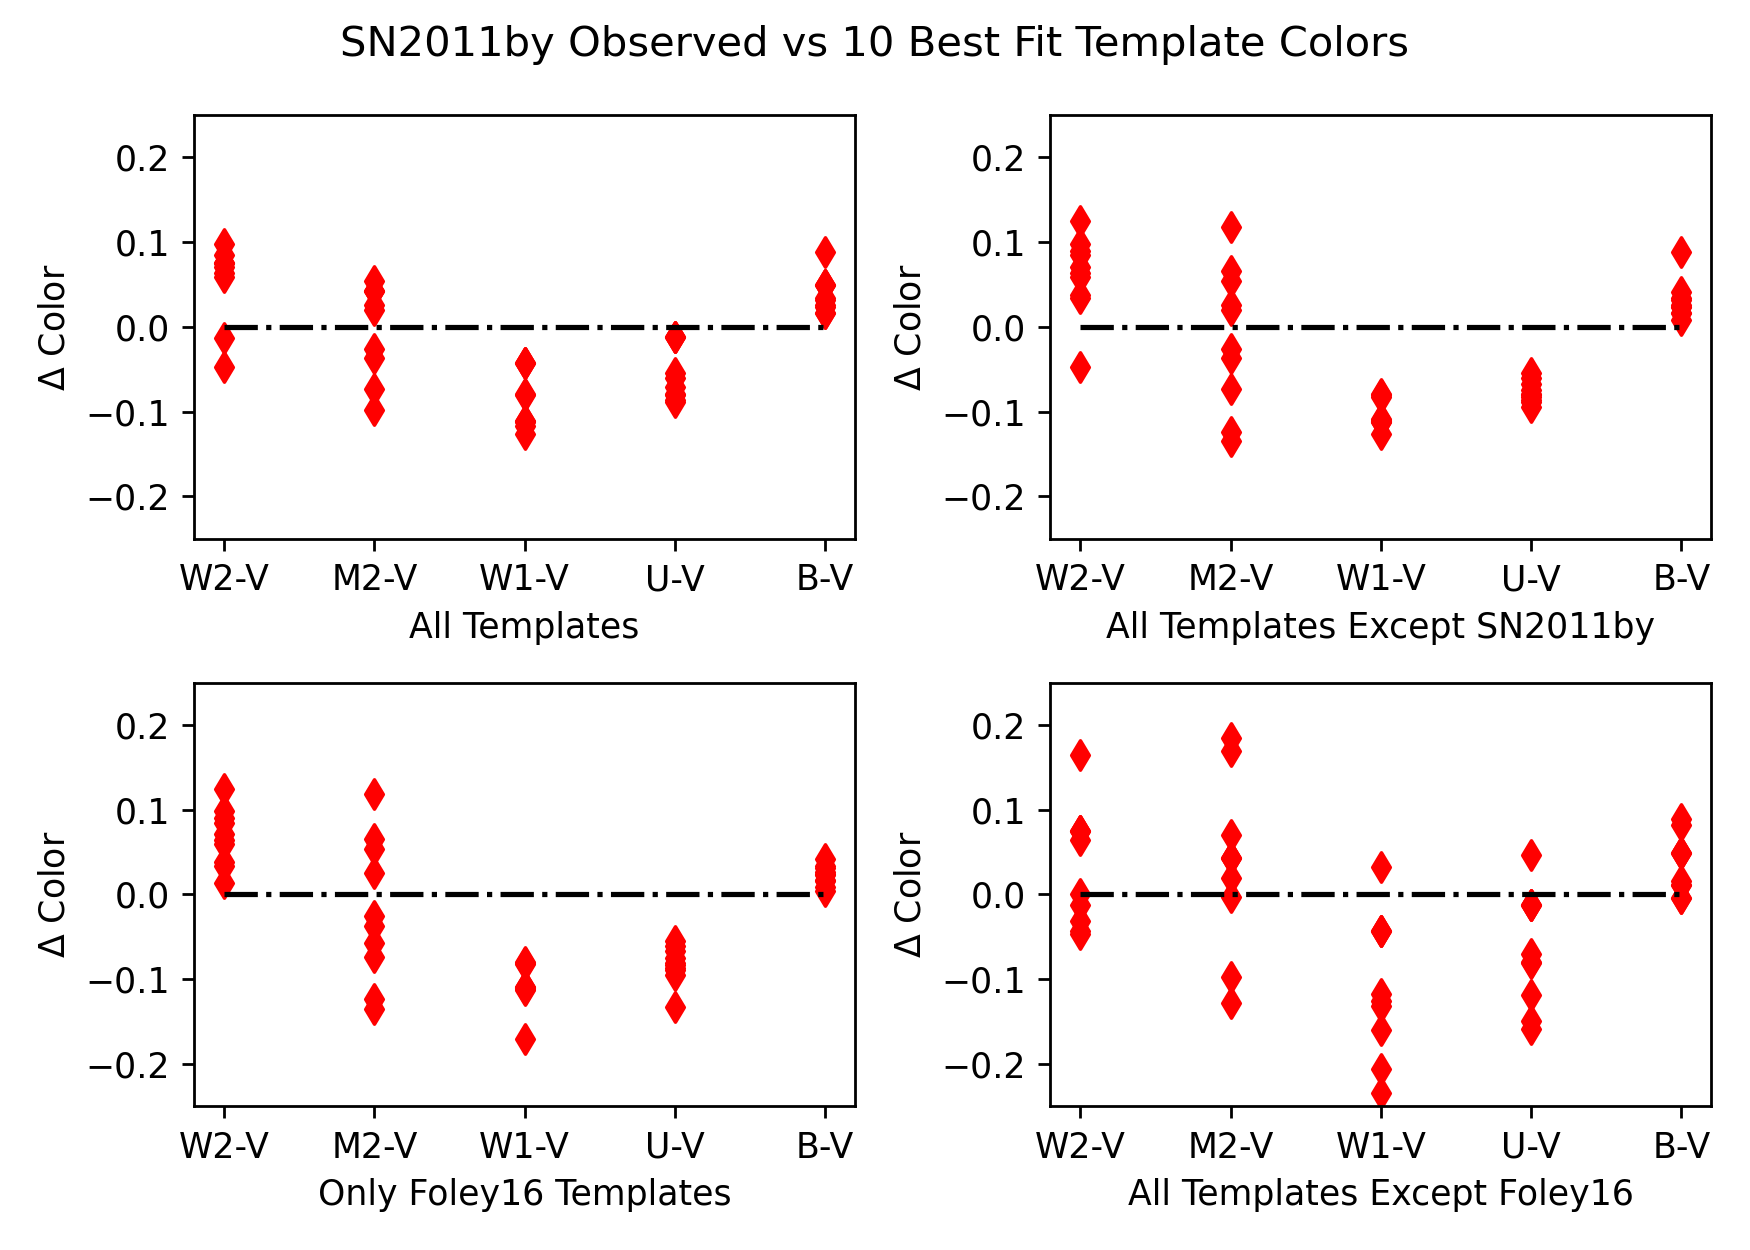 SN2011by Observed vs 10 Best Fit Template Colors
0.2
0.1
0.0
−0.1
−0.2
Δ Color
W2-V M2-V W1-V U-V B-V
All Templates
0.2
0.1
0.0
−0.1
−0.2
Δ Color
W2-V M2-V W1-V U-V B-V
All Templates Except SN2011by
0.2
0.1
0.0
−0.1
−0.2
Δ Color
W2-V M2-V W1-V U-V B-V
Only Foley16 Templates
0.2
0.1
0.0
−0.1
−0.2
Δ Color
W2-V M2-V W1-V U-V B-V
All Templates Except Foley16